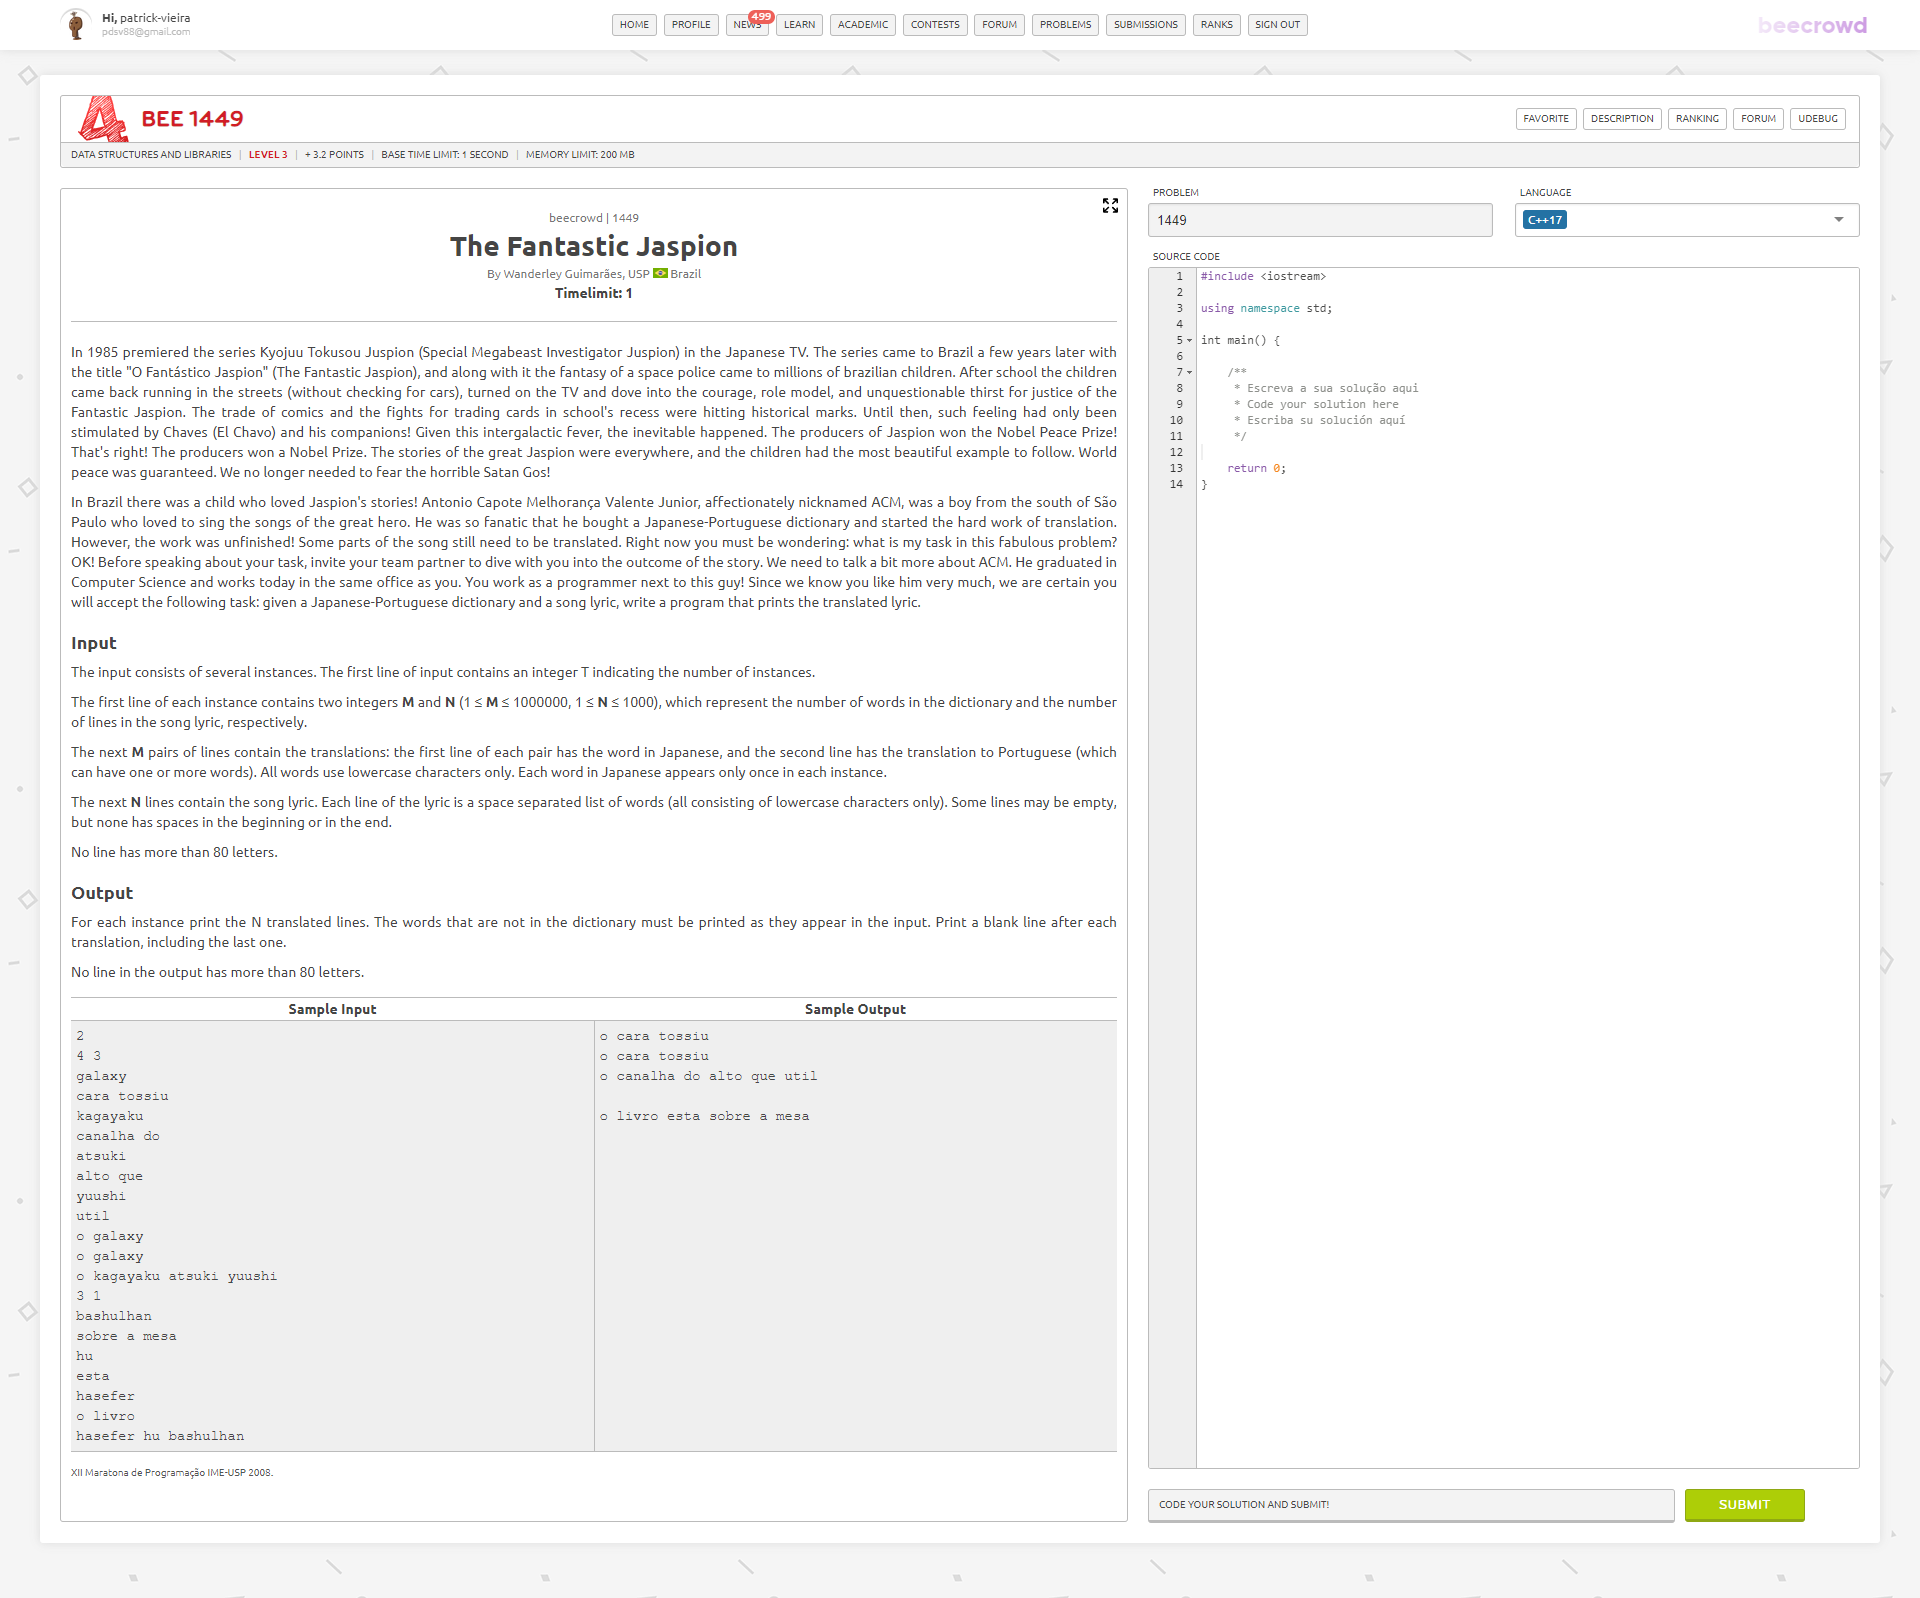 Hi, patrick-vieira
pdsv88@gmail.com
HOME PROFILE NEWS 499 LEARN ACADEMIC CONTESTS FORUM PROBLEMS SUBMISSIONS RANKS SIGN OUT
beecrowd
4 BEE 1449
FAVORITE DESCRIPTION RANKING FORUM UDEBUG
DATA STRUCTURES AND LIBRARIES | LEVEL 3 | + 3.2 POINTS | BASE TIME LIMIT: 1 SECOND | MEMORY LIMIT: 200 MB
beecrowd | 1449
The Fantastic Jaspion
By Wanderley Guimarães, USP Brazil
Timelimit: 1
In 1985 premiered the series Kyojuu Tokusou Juspion (Special Megabeast Investigator Juspion) in the Japanese TV. The series came to Brazil a few years later with
the title "O Fantástico Jaspion" (The Fantastic Jaspion), and along with it the fantasy of a space police came to millions of brazilian children. After school the children
came back running in the streets (without checking for cars), turned on the TV and dove into the courage, role model, and unquestionable thirst for justice of the
Fantastic Jaspion. The trade of comics and the fights for trading cards in school's recess were hitting historical marks. Until then, such feeling had only been
stimulated by Chaves (El Chavo) and his companions! Given this intergalactic fever, the inevitable happened. The producers of Jaspion won the Nobel Peace Prize!
That's right! The producers won a Nobel Prize. The stories of the great Jaspion were everywhere, and the children had the most beautiful example to follow. World
peace was guaranteed. We no longer needed to fear the horrible Satan Gos!
In Brazil there was a child who loved Jaspion's stories! Antonio Capote Melhorança Valente Junior, affectionately nicknamed ACM, was a boy from the south of São
Paulo who loved to sing the songs of the great hero. He was so fanatic that he bought a Japanese-Portuguese dictionary and started the hard work of translation.
However, the work was unfinished! Some parts of the song still need to be translated. Right now you must be wondering: what is my task in this fabulous problem?
OK! Before speaking about your task, invite your team partner to dive with you into the outcome of the story. We need to talk a bit more about ACM. He graduated in
Computer Science and works today in the same office as you. You work as a programmer next to this guy! Since we know you like him very much, we are certain you
will accept the following task: given a Japanese-Portuguese dictionary and a song lyric, write a program that prints the translated lyric.
Input
The input consists of several instances. The first line of input contains an integer T indicating the number of instances.
The first line of each instance contains two integers M and N (1 ≤ M ≤ 1000000, 1 ≤ N ≤ 1000), which represent the number of words in the dictionary and the number
of lines in the song lyric, respectively.
The next M pairs of lines contain the translations: the first line of each pair has the word in Japanese, and the second line has the translation to Portuguese (which
can have one or more words). All words use lowercase characters only. Each word in Japanese appears only once in each instance.
The next N lines contain the song lyric. Each line of the lyric is a space separated list of words (all consisting of lowercase characters only). Some lines may be empty,
but none has spaces in the beginning or in the end.
No line has more than 80 letters.
Output
For each instance print the N translated lines. The words that are not in the dictionary must be printed as they appear in the input. Print a blank line after each
translation, including the last one.
No line in the output has more than 80 letters.
Sample Input
2
4 3
galaxy
cara tossiu
kagayaku
canalha do
atsuki
alto que
yuushi
util
o galaxy
o galaxy
o kagayaku atsuki yuushi
3 1
bashulhan
sobre a mesa
hu
esta
hasefer
o livro
hasefer hu bashulhan
Sample Output
o cara tossiu
o cara tossiu
o canalha do alto que util
o livro esta sobre a mesa
XII Maratona de Programação IME-USP 2008.
PROBLEM
1449
LANGUAGE
C++17
SOURCE CODE
1 #include <iostream>
2
3 using namespace std;
4
5 int main() {
6
7 /**
8 * Escreva a sua solução aqui
9 * Code your solution here
10 * Escriba su solución aquí
11 */
12
13 return 0;
14 }
CODE YOUR SOLUTION AND SUBMIT!
SUBMIT